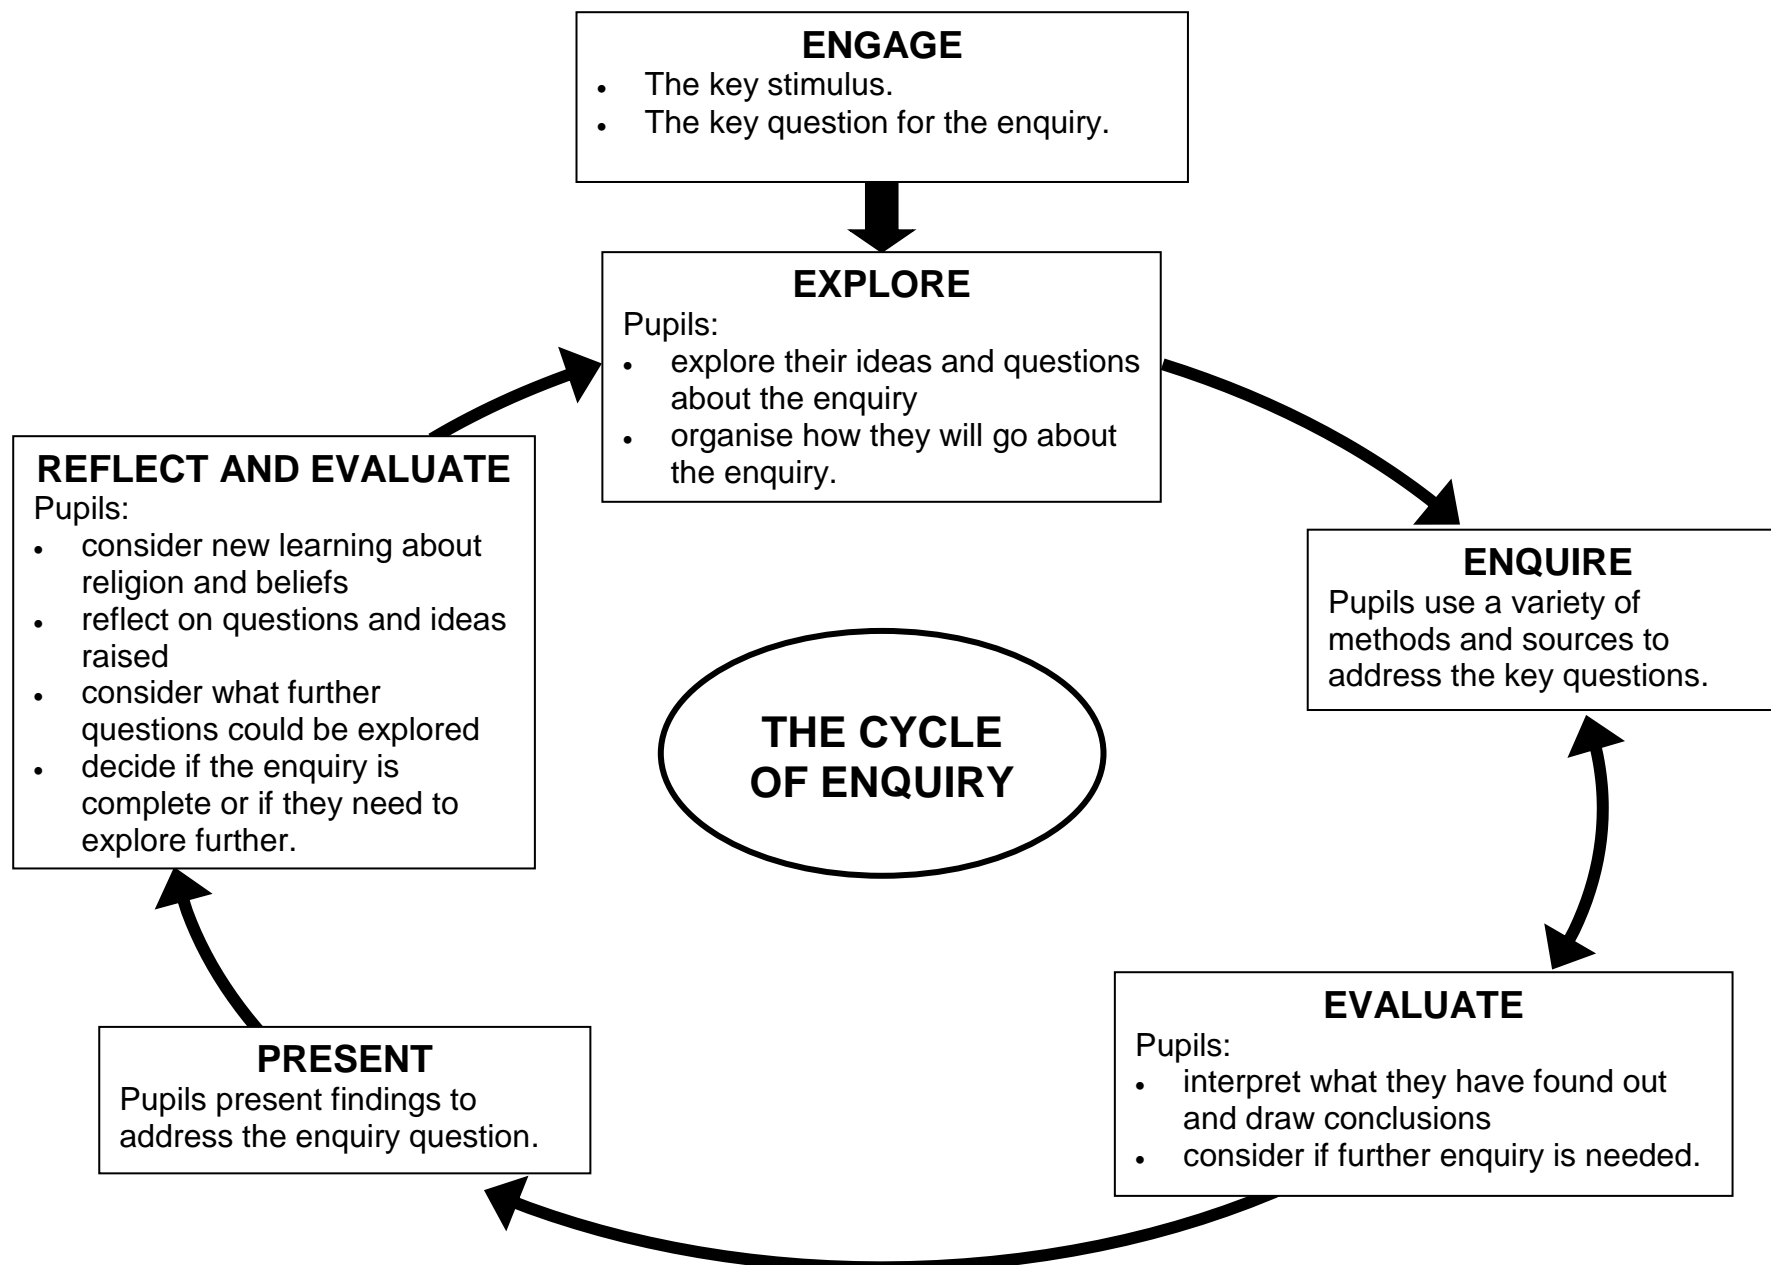 ENGAGE
• The key stimulus.
• The key question for the enquiry.
EXPLORE
Pupils:
• explore their ideas and questions
about the enquiry
• organise how they will go about
the enquiry.
ENQUIRE
Pupils use a variety of
methods and sources to
address the key questions.
EVALUATE
Pupils:
• interpret what they have found out
and draw conclusions
• consider if further enquiry is needed.
PRESENT
Pupils present findings to
address the enquiry question.
REFLECT AND EVALUATE
Pupils:
• consider new learning about
religion and beliefs
• reflect on questions and ideas
raised
• consider what further
questions could be explored
• decide if the enquiry is
complete or if they need to
explore further.
THE CYCLE
OF ENQUIRY